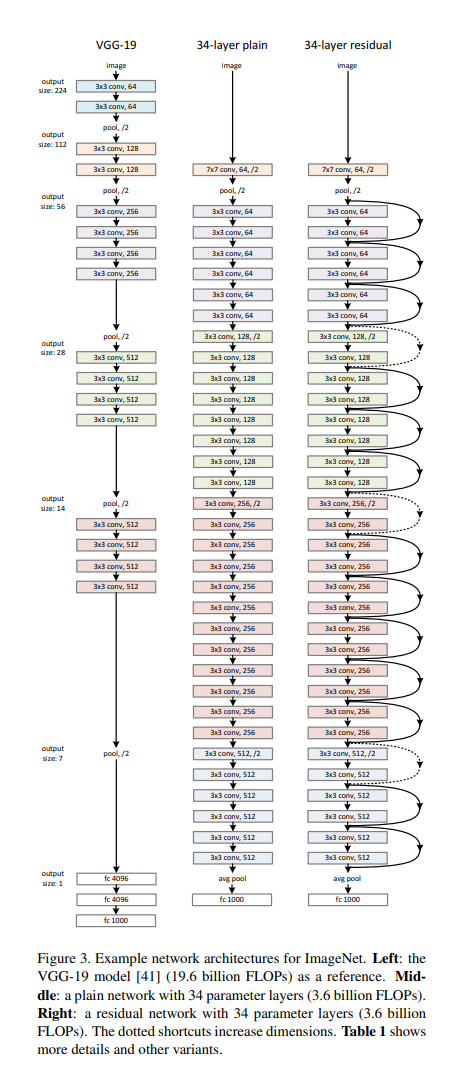 VGG-19
image
output
size: 224
3x3 conv, 64
3x3 conv, 64
output
size: 112
pool, /2
3x3 conv, 128
3x3 conv, 128
pool, /2
output
size: 56
3x3 conv, 256
3x3 conv, 256
3x3 conv, 256
3x3 conv, 256
pool, /2
output
size: 28
3x3 conv, 512
3x3 conv, 512
3x3 conv, 512
3x3 conv, 512
output
size: 14
pool, /2
3x3 conv, 512
3x3 conv, 512
3x3 conv, 512
3x3 conv, 512
output
size: 7
pool, /2
output
size: 1
fc 4096
fc 4096
fc 1000
34-layer plain
image
7x7 conv, 64, /2
pool, /2
3x3 conv, 64
3x3 conv, 64
3x3 conv, 64
3x3 conv, 64
3x3 conv, 64
3x3 conv, 64
3x3 conv, 128, /2
3x3 conv, 128
3x3 conv, 128
3x3 conv, 128
3x3 conv, 128
3x3 conv, 128
3x3 conv, 128
3x3 conv, 128
3x3 conv, 256, /2
3x3 conv, 256
3x3 conv, 256
3x3 conv, 256
3x3 conv, 256
3x3 conv, 256
3x3 conv, 256
3x3 conv, 256
3x3 conv, 256
3x3 conv, 256
3x3 conv, 256
3x3 conv, 256
3x3 conv, 512, /2
3x3 conv, 512
3x3 conv, 512
3x3 conv, 512
3x3 conv, 512
3x3 conv, 512
avg pool
fc 1000
34-layer residual
image
7x7 conv, 64, /2
pool, /2
3x3 conv, 64
3x3 conv, 64
3x3 conv, 64
3x3 conv, 64
3x3 conv, 64
3x3 conv, 64
3x3 conv, 128, /2
3x3 conv, 128
3x3 conv, 128
3x3 conv, 128
3x3 conv, 128
3x3 conv, 128
3x3 conv, 128
3x3 conv, 128
3x3 conv, 256, /2
3x3 conv, 256
3x3 conv, 256
3x3 conv, 256
3x3 conv, 256
3x3 conv, 256
3x3 conv, 256
3x3 conv, 256
3x3 conv, 256
3x3 conv, 256
3x3 conv, 256
3x3 conv, 256
3x3 conv, 512, /2
3x3 conv, 512
3x3 conv, 512
3x3 conv, 512
3x3 conv, 512
3x3 conv, 512
avg pool
fc 1000
Figure 3. Example network architectures for ImageNet. Left: the
VGG-19 model [41] (19.6 billion FLOPs) as a reference. Mid-
dle: a plain network with 34 parameter layers (3.6 billion FLOPs).
Right: a residual network with 34 parameter layers (3.6 billion
FLOPs). The dotted shortcuts increase dimensions. Table 1 shows
more details and other variants.